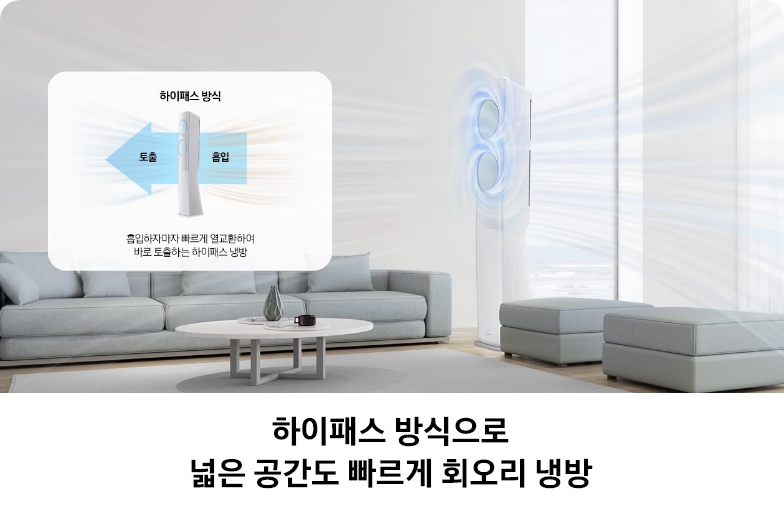 하이패스 방식
토출
흡입
흡입하자마자 빠르게 열교환하여
바로 토출하는 하이패스 냉방
하이패스 방식으로
넓은 공간도 빠르게 회오리 냉방